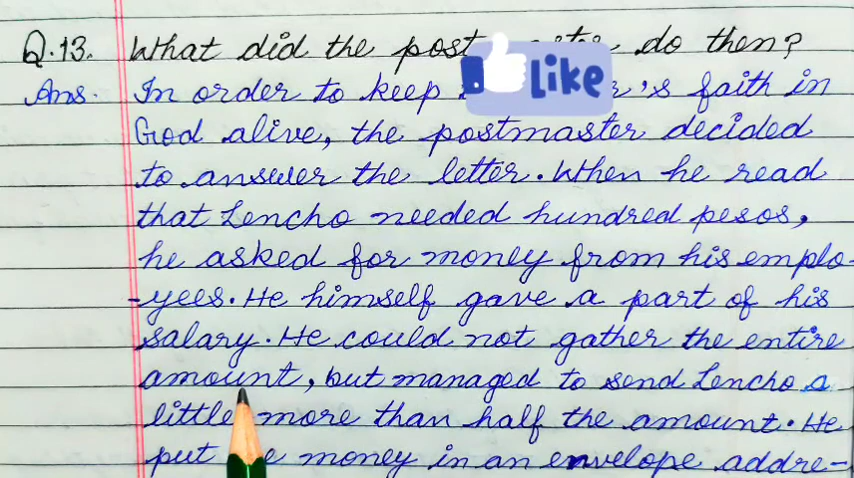 Q.13. What did the post do then?
Ans. In order to keep 's faith in
God alive, the postmaster decided
to answer the letter. When he read
that Lencho needed hundred pesos,
he asked for money from his emplo-
-yees. He himself gave a part of his
salary. He could not gather the entire
amount, but managed to send Lencho a
little more than half the amount. He
put money in an envelope addre-
Like